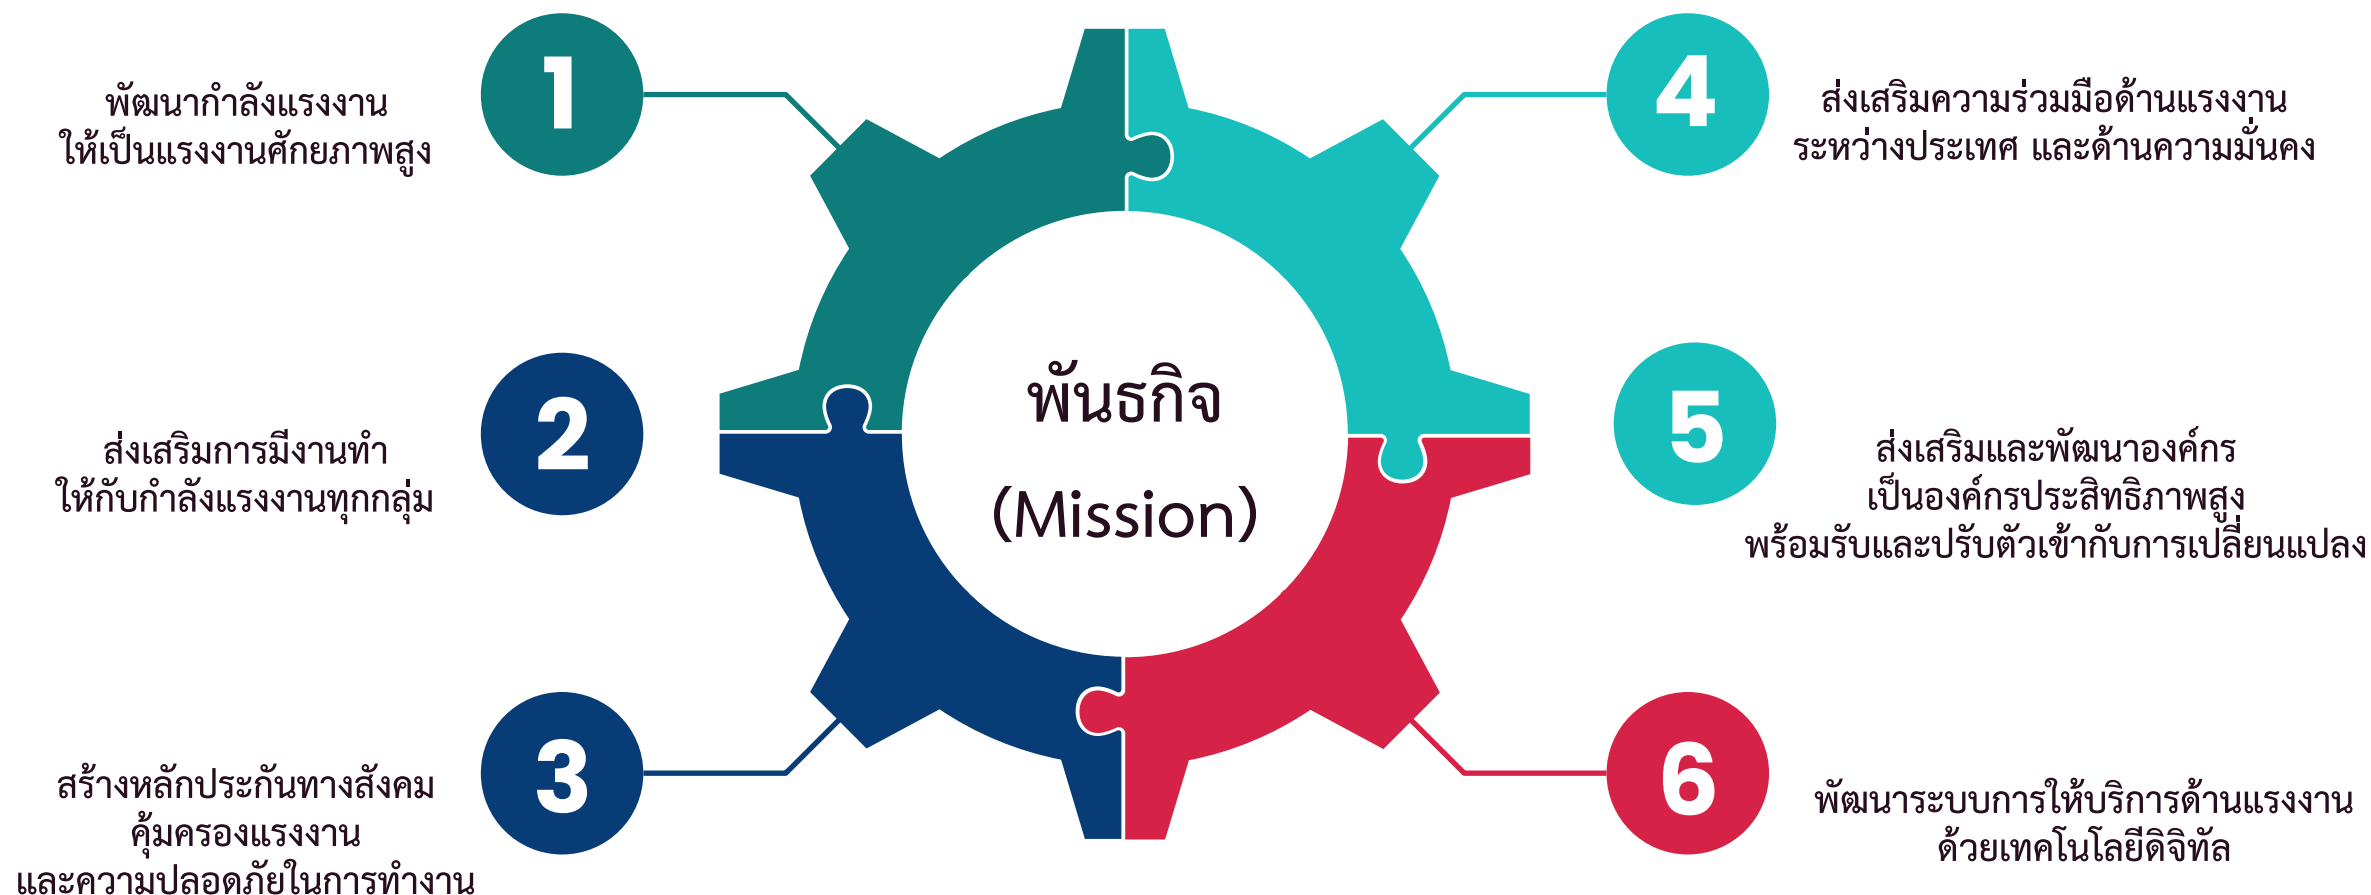 1
พัฒนากำลังแรงงาน
ให้เป็นแรงงานศักยภาพสูง
2
ส่งเสริมการมีงานทำ
ให้กับกำลังแรงงานทุกกลุ่ม
3
สร้างหลักประกันทางสังคม
คุ้มครองแรงงาน
และความปลอดภัยในการทำงาน
พันธกิจ
(Mission)
4
ส่งเสริมความร่วมมือด้านแรงงาน
ระหว่างประเทศ และด้านความมั่นคง
5
ส่งเสริมและพัฒนาองค์กร
เป็นองค์กรประสิทธิภาพสูง
พร้อมรับและปรับตัวเข้ากับการเปลี่ยนแปลง
6
พัฒนาระบบการให้บริการด้านแรงงาน
ด้วยเทคโนโลยีดิจิทัล